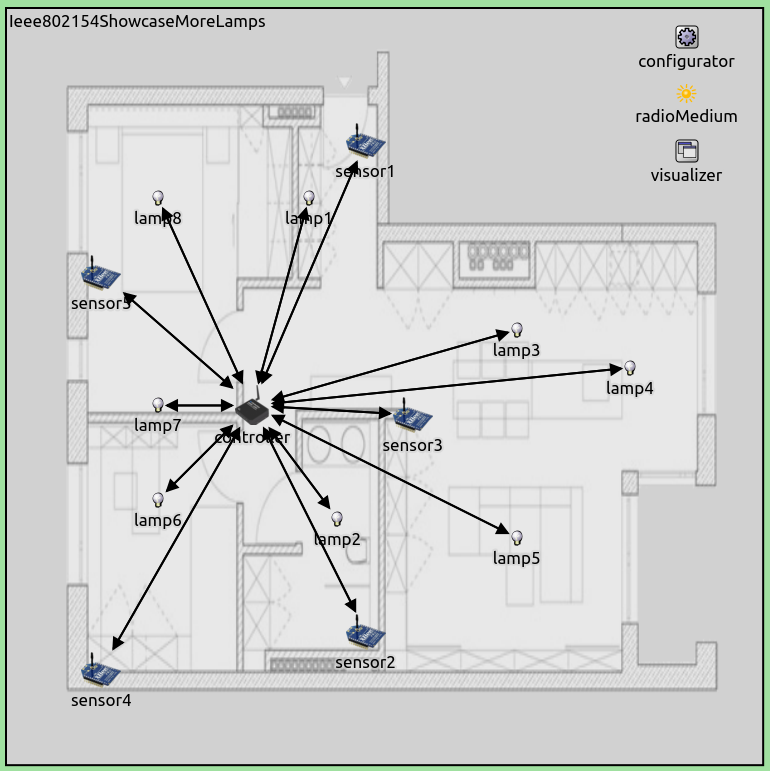 Ieee802154ShowcaseMoreLamps
configurator
radioMedium
visualizer
sensor1
lamp8
lamp1
sensor5
lamp3
lamp4
lamp7
controller
sensor3
lamp6
lamp2
lamp5
sensor2
sensor4